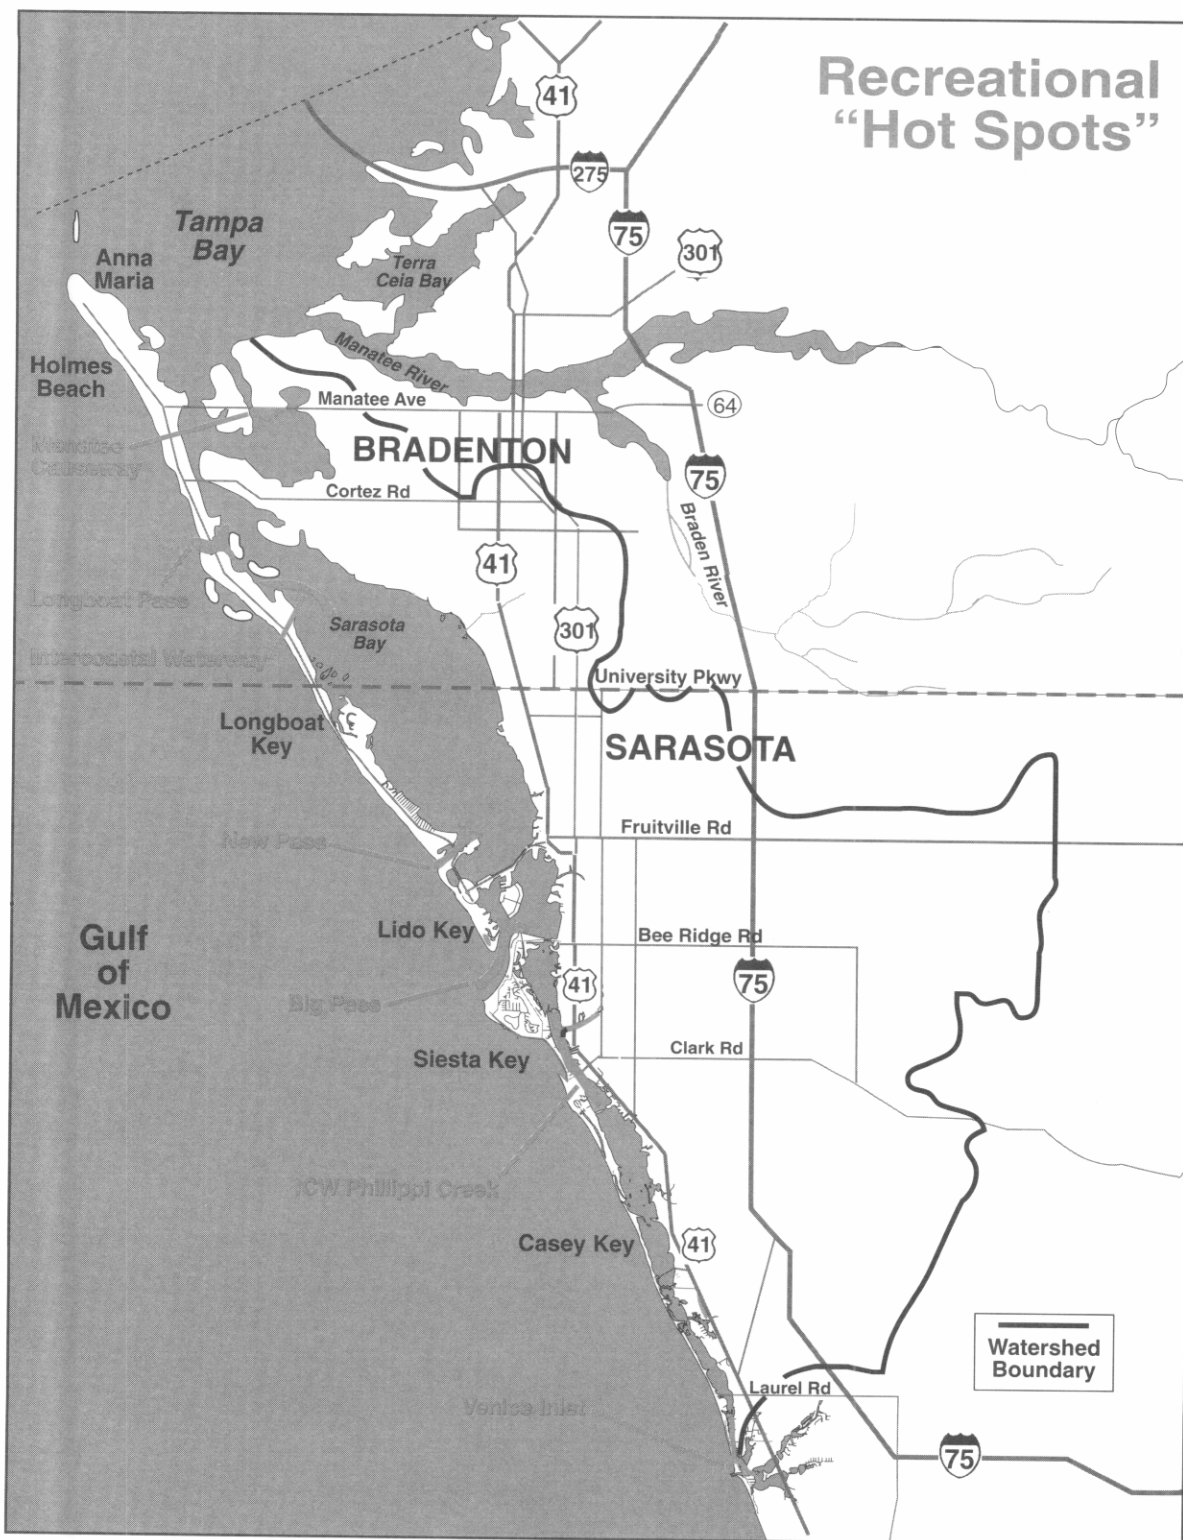 Recreational
“Hot Spots”
41
275
75
301
Tampa
Bay
Anna
Maria
Terra
Ceia Bay
Manatee River
Holmes
Beach
Manatee Ave
64
Manatee
Causeway
BRADENTON
75
Cortez Rd
Braden River
41
Longboat Pass
Sarasota
Bay
301
Intercoastal Waterway
University Pkwy
Longboat
Key
SARASOTA
New Pass
Fruitville Rd
Gulf
of
Mexico
Lido Key
Bee Ridge Rd
Big Pass
41
75
Siesta Key
Clark Rd
ICW Phillippi Creek
Casey Key
41
Watershed
Boundary
Laurel Rd
Venice Inlet
75